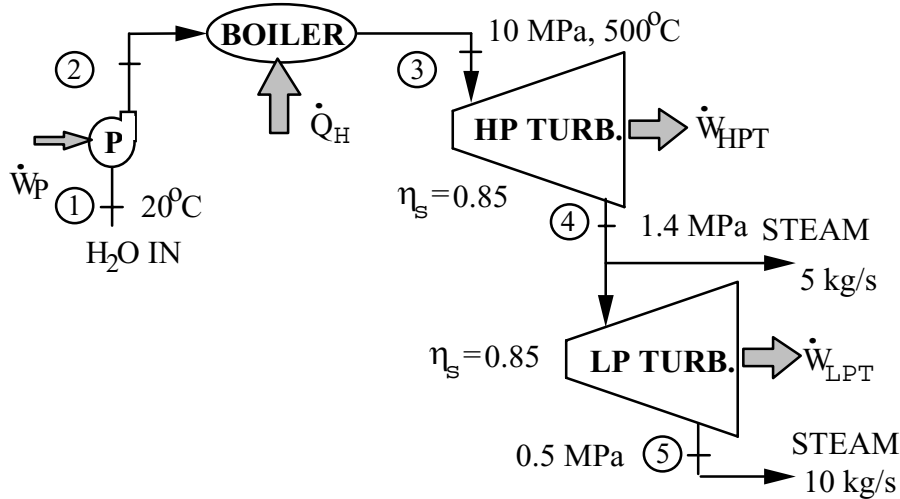 BOILER
10 MPa, 500°C
2
3
Q̇_H
HP TURB.
Ẇ_HPT
P
Ẇ_P
1
20°C
H₂O IN
η_s=0.85
4
1.4 MPa
STEAM
5 kg/s
η_s=0.85
LP TURB.
Ẇ_LPT
0.5 MPa
5
STEAM
10 kg/s